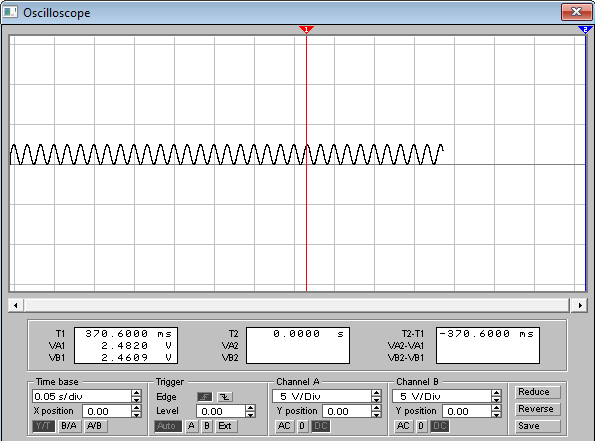 Oscilloscope
1 2
T1 370.6000 ms T2 0.0000 s T2-T1 -370.6000 ms
VA1 2.4820 V VA2 VA2-VA1
VB1 2.4609 V VB2 VB2-VB1
Time base Trigger Channel A Channel B
0.05 s/div Edge 5 V/Div 5 V/Div Reduce
X position 0.00 Level 0.00 Y position 0.00 Y position 0.00 Reverse
Y/T B/A A/B Auto A B Ext AC 0 DC AC 0 DC Save